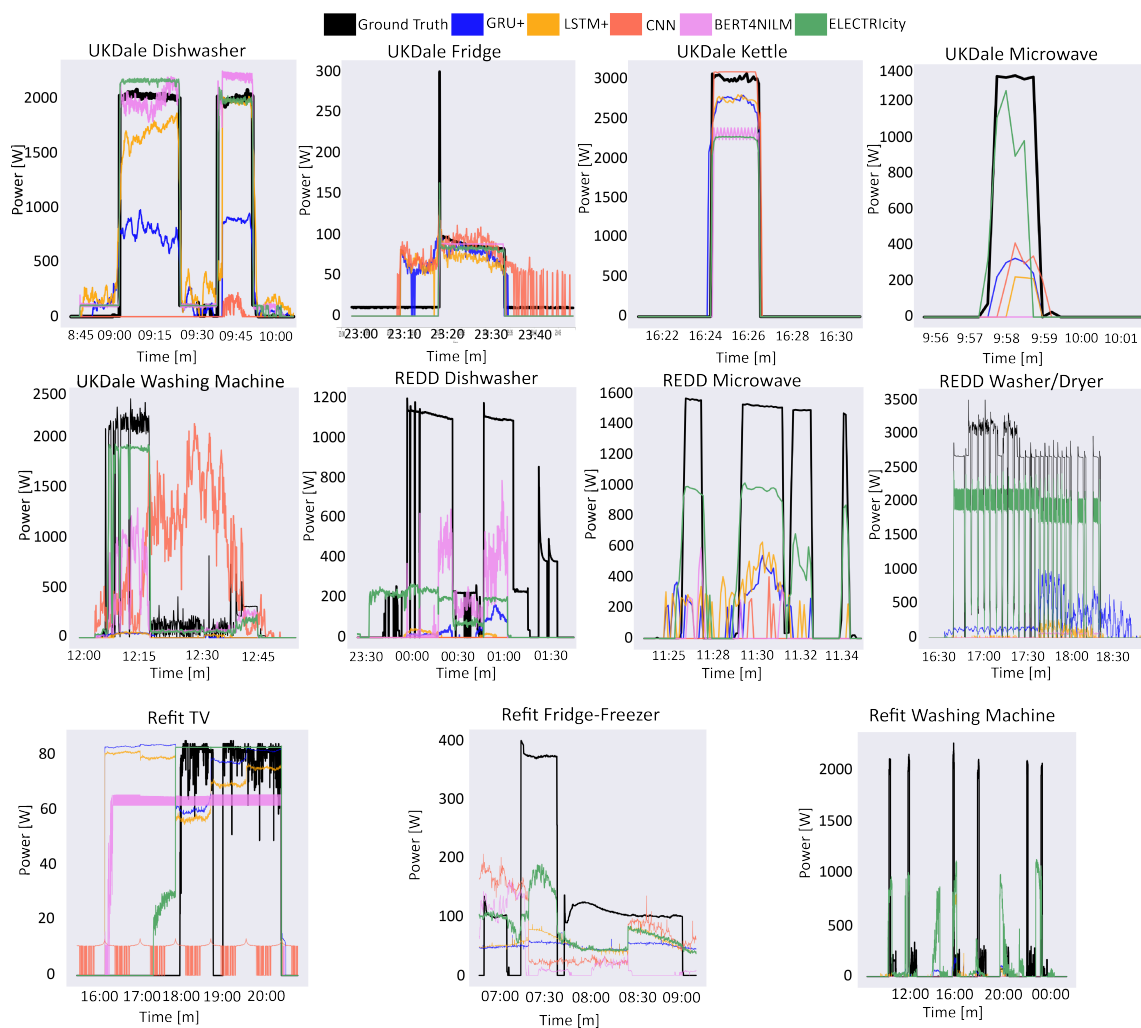 Ground Truth GRU+ LSTM+ CNN BERT4NILM ELECTRIcity
UKDale Dishwasher UKDale Fridge UKDale Kettle UKDale Microwave
Power [W]
2000
1500
1000
500
0
8:45 09:00 09:15 09:30 09:45 10:00
Time [m]
Power [W]
300
250
200
150
100
50
0
23:00 23:10 23:20 23:30 23:40
Time [m]
Power [W]
3000
2500
2000
1500
1000
500
0
16:22 16:24 16:26 16:28 16:30
Time [m]
Power [W]
1400
1200
1000
800
600
400
200
0
9:56 9:57 9:58 9:59 10:00 10:01
Time [m]
UKDale Washing Machine REDD Dishwasher REDD Microwave REDD Washer/Dryer
Power [W]
2500
2000
1500
1000
500
0
12:00 12:15 12:30 12:45
Time [m]
Power [W]
1200
1000
800
600
400
200
0
23:30 00:00 00:30 01:00 01:30
Time [m]
Power [W]
1600
1400
1200
1000
800
600
400
200
0
11:25 11:28 11:30 11.32 11.34
Time [m]
Power [W]
3500
3000
2500
2000
1500
1000
500
0
16:30 17:00 17:30 18:00 18:30
Time [m]
Refit TV Refit Fridge-Freezer Refit Washing Machine
Power [W]
80
60
40
20
0
16:00 17:00 18:00 19:00 20:00
Time [m]
Power [W]
400
300
200
100
0
07:00 07:30 08:00 08:30 09:00
Time [m]
Power [W]
2000
1500
1000
500
0
12:00 16:00 20:00 00:00
Time [m]